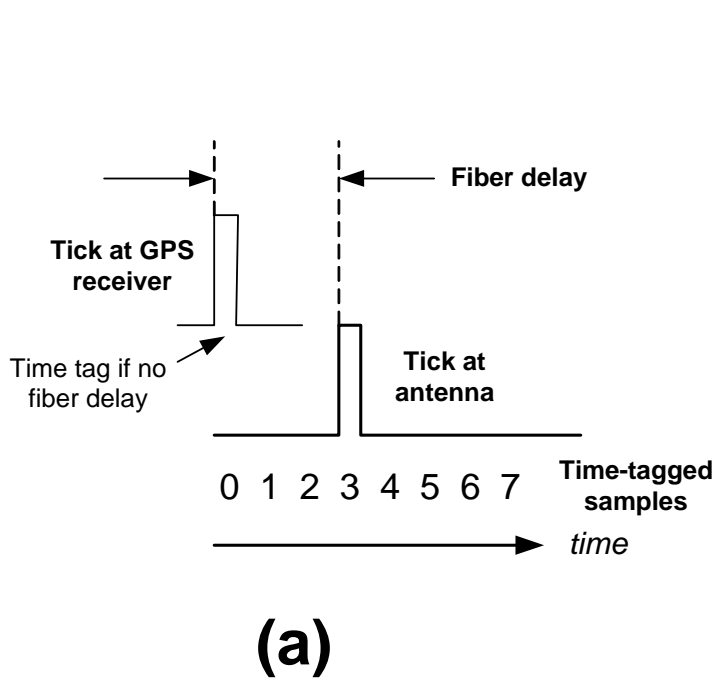 Fiber delay
Tick at GPS
receiver
Time tag if no
fiber delay
Tick at
antenna
0 1 2 3 4 5 6 7
Time-tagged
samples
time
(a)